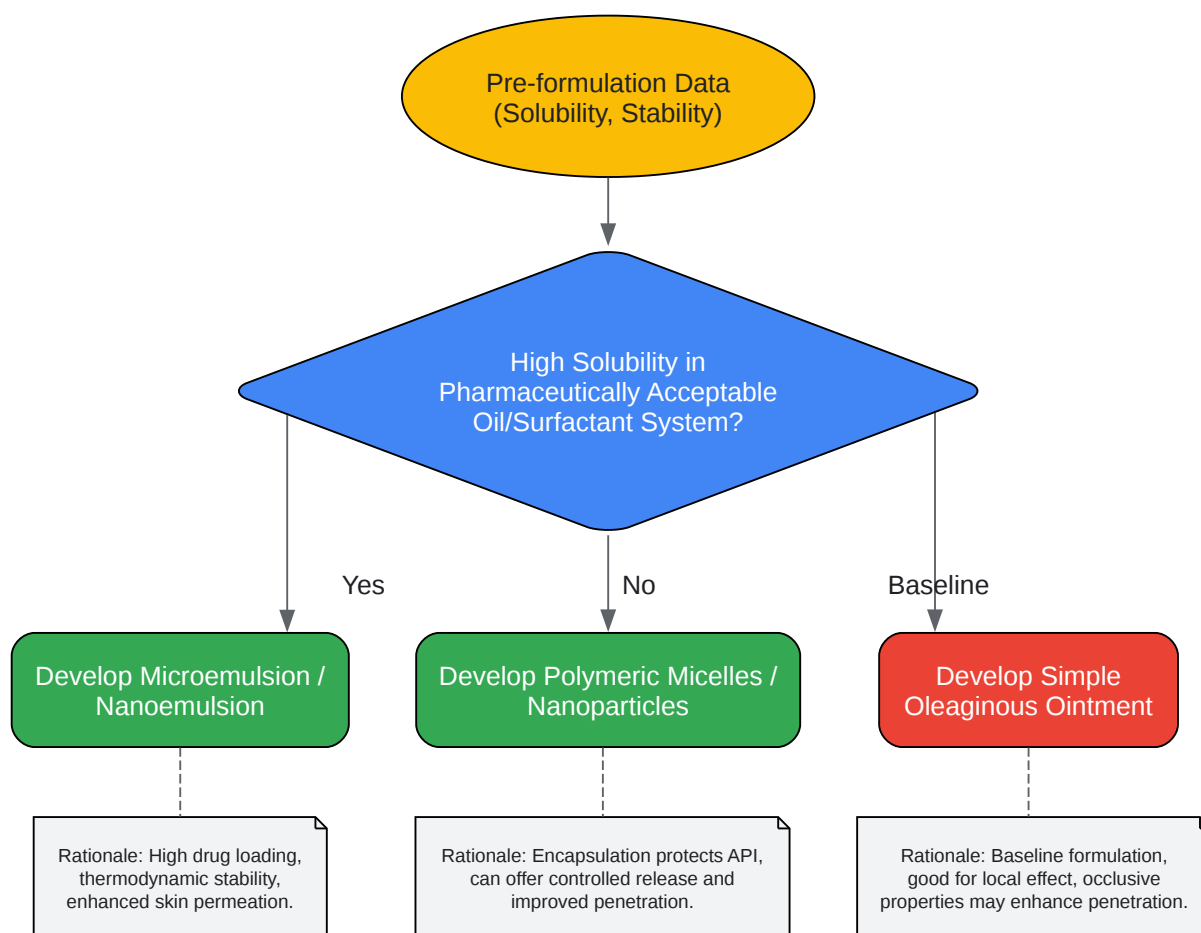 Pre-formulation Data
(Solubility, Stability)
High Solubility in
Pharmaceutically Acceptable
Oil/Surfactant System?
Yes
No
Baseline
Develop Microemulsion /
Nanoemulsion
Develop Polymeric Micelles /
Nanoparticles
Develop Simple
Oleaginous Ointment
Rationale: High drug loading,
thermodynamic stability,
enhanced skin permeation.
Rationale: Encapsulation protects API,
can offer controlled release and
improved penetration.
Rationale: Baseline formulation,
good for local effect, occlusive
properties may enhance penetration.